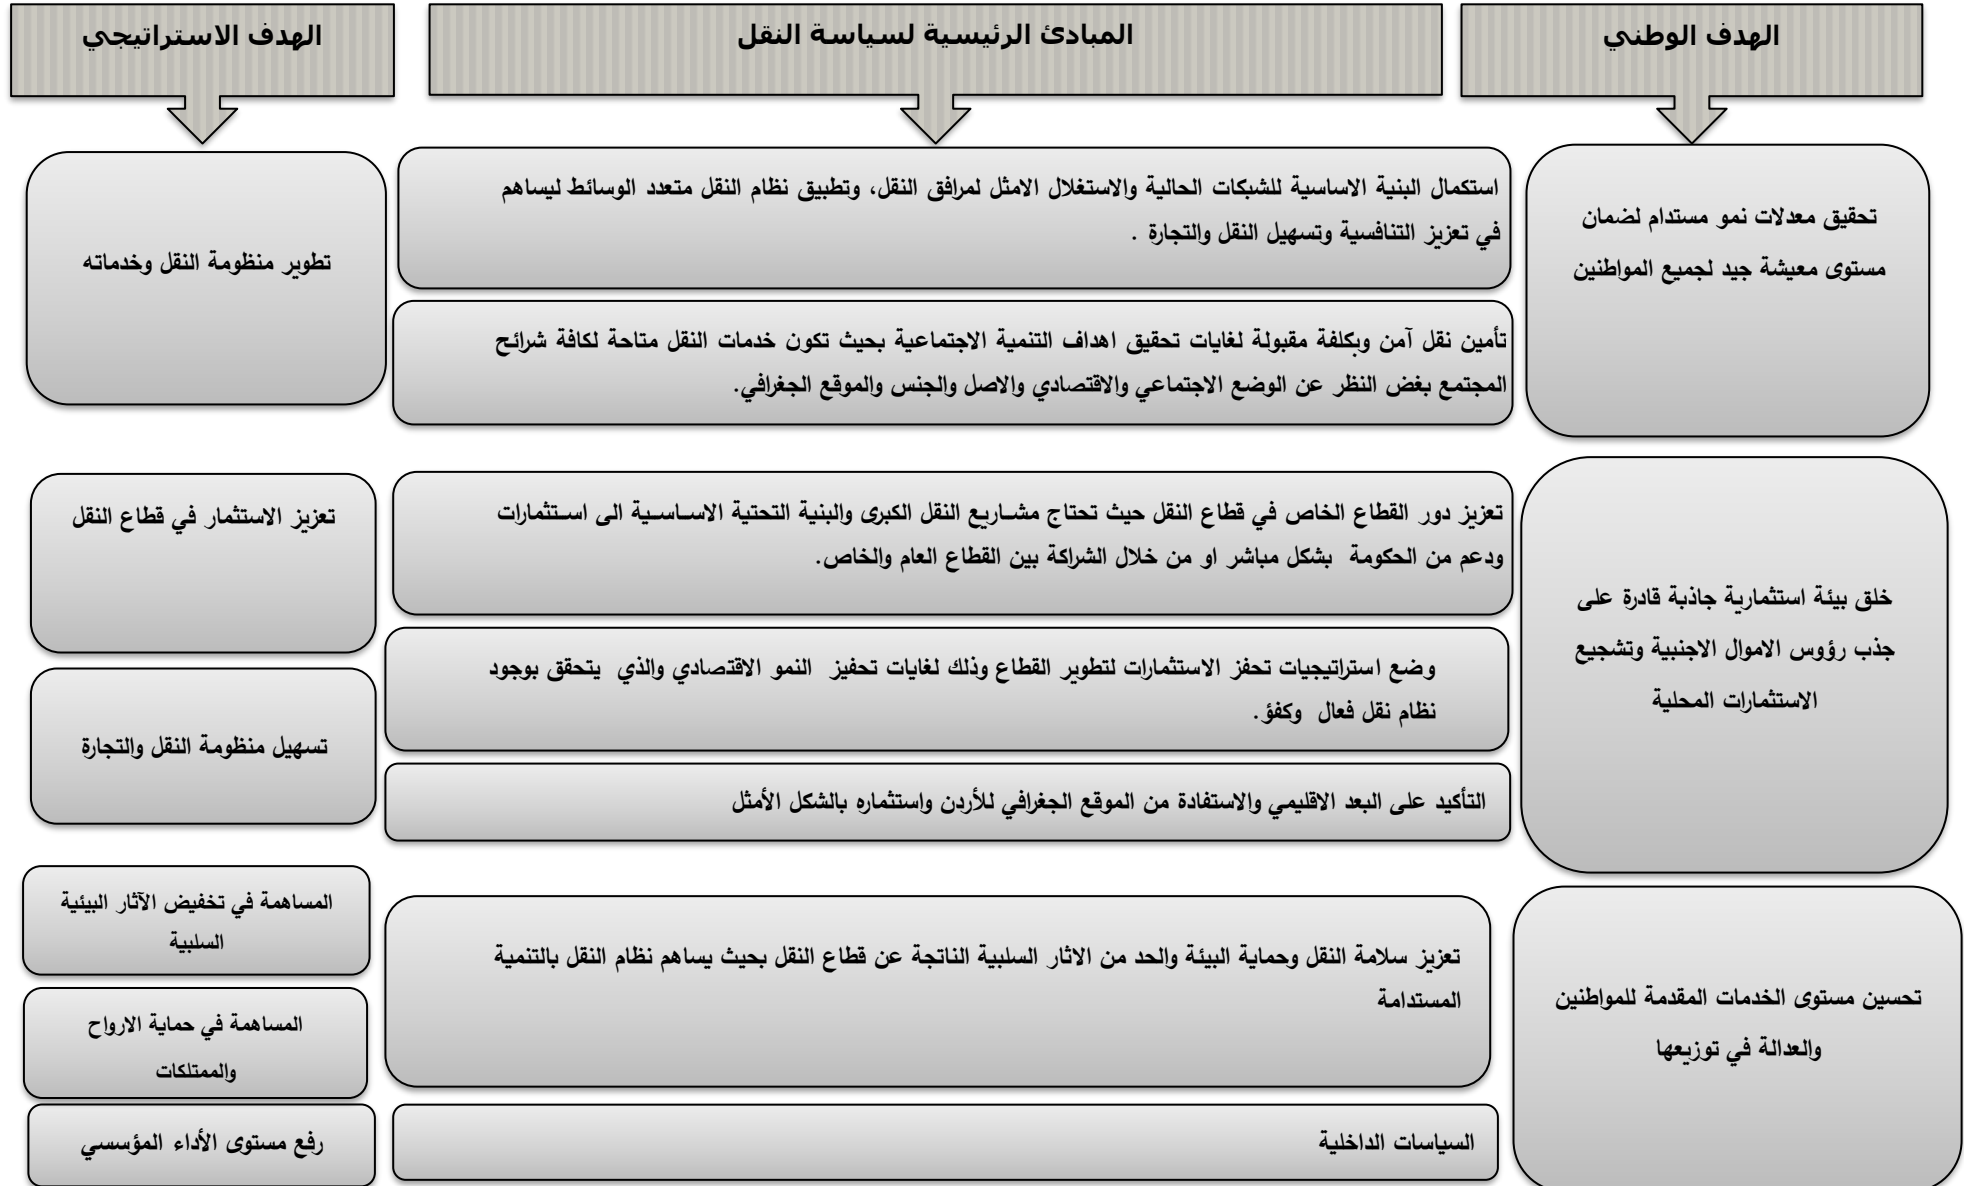 الهدف الوطني
المبادئ الرئيسية لسياسة النقل
الهدف الاستراتيجي
تحقيق معدلات نمو مستدام لضمان
مستوى معيشة جيد لجميع المواطنين
استكمال البنية الاساسية للشبكات الحالية والاستغلال الامثل لمرافق النقل، وتطبيق نظام النقل متعدد الوسائط ليساهم
في تعزيز التنافسية وتسهيل النقل والتجارة .
تأمين نقل آمن وبكلفة مقبولة لغايات تحقيق اهداف التنمية الاجتماعية بحيث تكون خدمات النقل متاحة لكافة شرائح
المجتمع بغض النظر عن الوضع الاجتماعي والاقتصادي والاصل والجنس والموقع الجغرافي.
تطوير منظومة النقل وخدماته
خلق بيئة استثمارية جاذبة قادرة على
جذب رؤوس الاموال الاجنبية وتشجيع
الاستثمارات المحلية
تعزيز دور القطاع الخاص في قطاع النقل حيث تحتاج مشاريع النقل الكبرى والبنية التحتية الاساسية الى استثمارات
ودعم من الحكومة بشكل مباشر او من خلال الشراكة بين القطاع العام والخاص.
وضع استراتيجيات تحفز الاستثمارات لتطوير القطاع وذلك لغايات تحفيز النمو الاقتصادي والذي يتحقق بوجود
نظام نقل فعال وكفؤ.
التأكيد على البعد الاقليمي والاستفادة من الموقع الجغرافي للأردن واستثماره بالشكل الأمثل
تعزيز الاستثمار في قطاع النقل
تسهيل منظومة النقل والتجارة
تحسين مستوى الخدمات المقدمة للمواطنين
والعدالة في توزيعها
تعزيز سلامة النقل وحماية البيئة والحد من الاثار السلبية الناتجة عن قطاع النقل بحيث يساهم نظام النقل بالتنمية
المستدامة
السياسات الداخلية
المساهمة في تخفيض الآثار البيئية
السلبية
المساهمة في حماية الارواح
والممتلكات
رفع مستوى الأداء المؤسسي